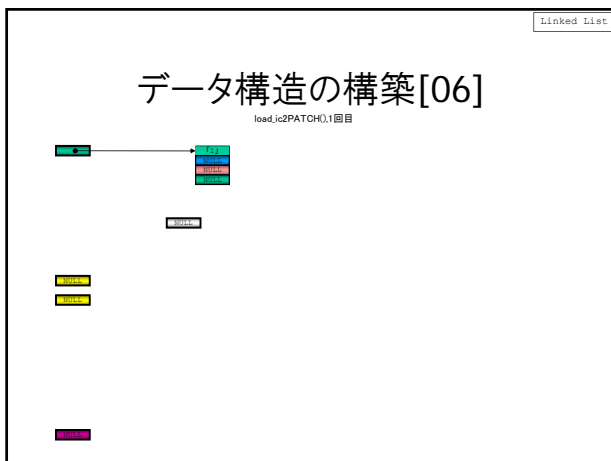 Linked List
データ構造の構築[06]
load_ic2PATCH(),1回目
「i」
NULL
NULL
NULL
NULL
NULL
NULL
NULL